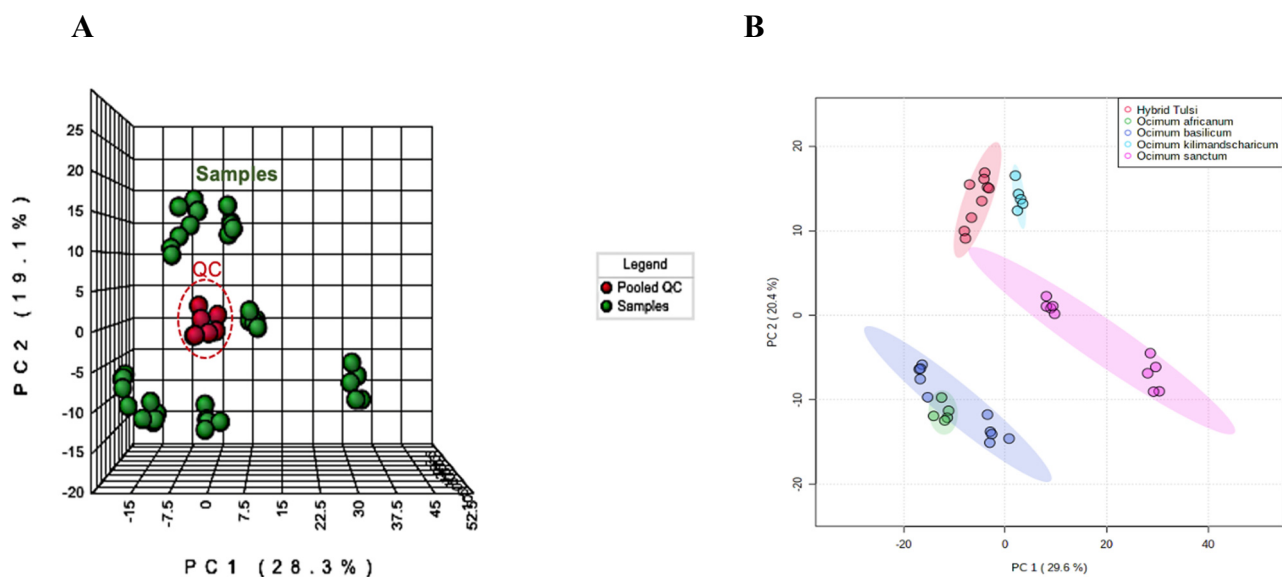 A
B
25
20
15
10
5
0
-5
-10
-15
-20
PC2 (19.1%)
Samples
QC
-15
-7.5
0
7.5
15
22.5
30
37.5
45
52.5
PC1 (28.3%)
Legend
Pooled QC
Samples
Hybrid Tulsi
Ocimum africanum
Ocimum basilicum
Ocimum kilimandscharicum
Ocimum sanctum
20
10
0
-10
-20
PC 2 ( 20.4 %)
-20
0
20
40
PC 1 ( 29.6 %)